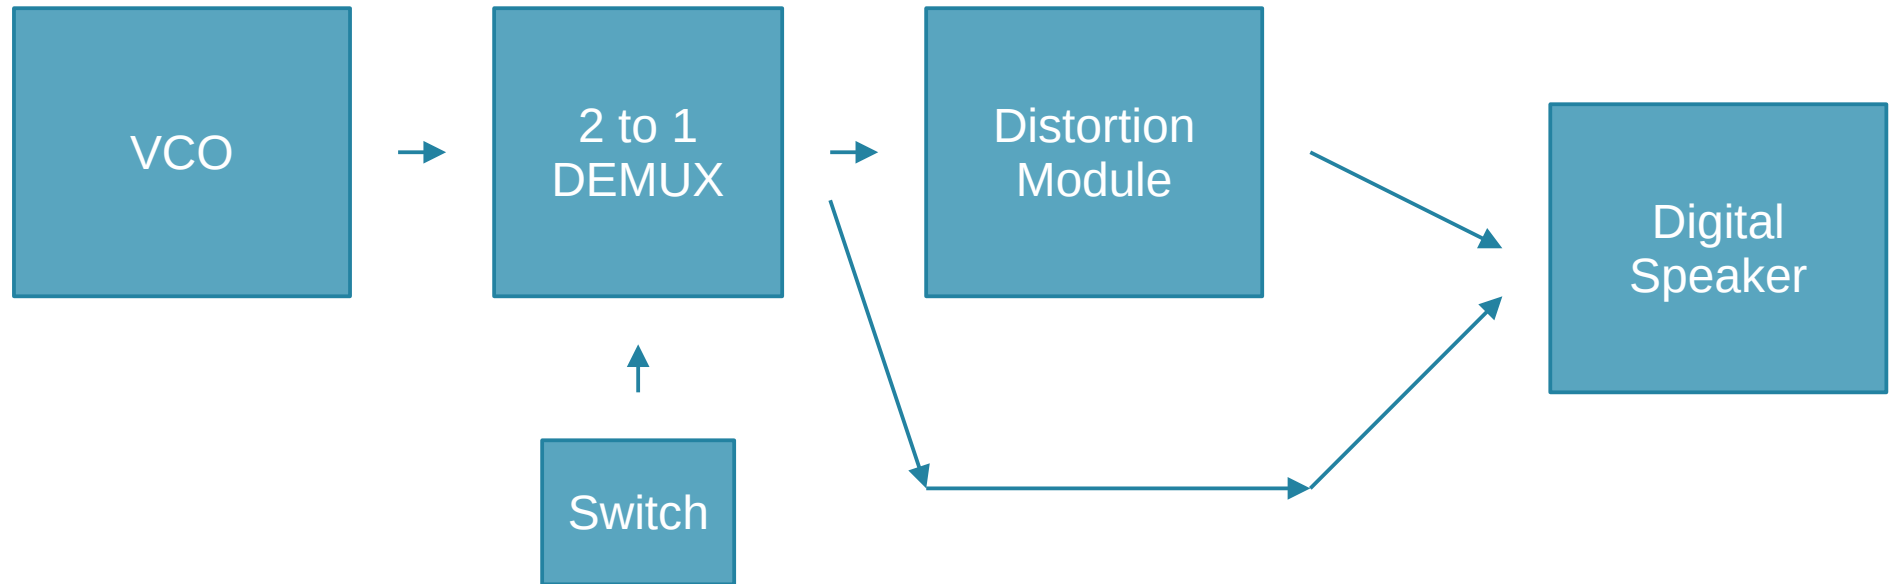 VCO
2 to 1
DEMUX
Distortion
Module
Digital
Speaker
Switch